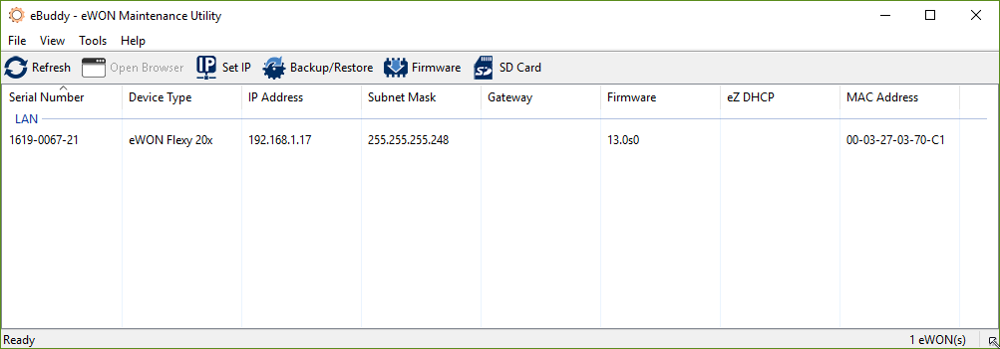 eBuddy - eWON Maintenance Utility
File View Tools Help
Refresh Open Browser IP Set IP Backup/Restore Firmware SD SD Card
Serial Number Device Type IP Address Subnet Mask Gateway Firmware eZ DHCP MAC Address
LAN
1619-0067-21 eWON Flexy 20x 192.168.1.17 255.255.255.248 13.0s0 00-03-27-03-70-C1
Ready 1 eWON(s)